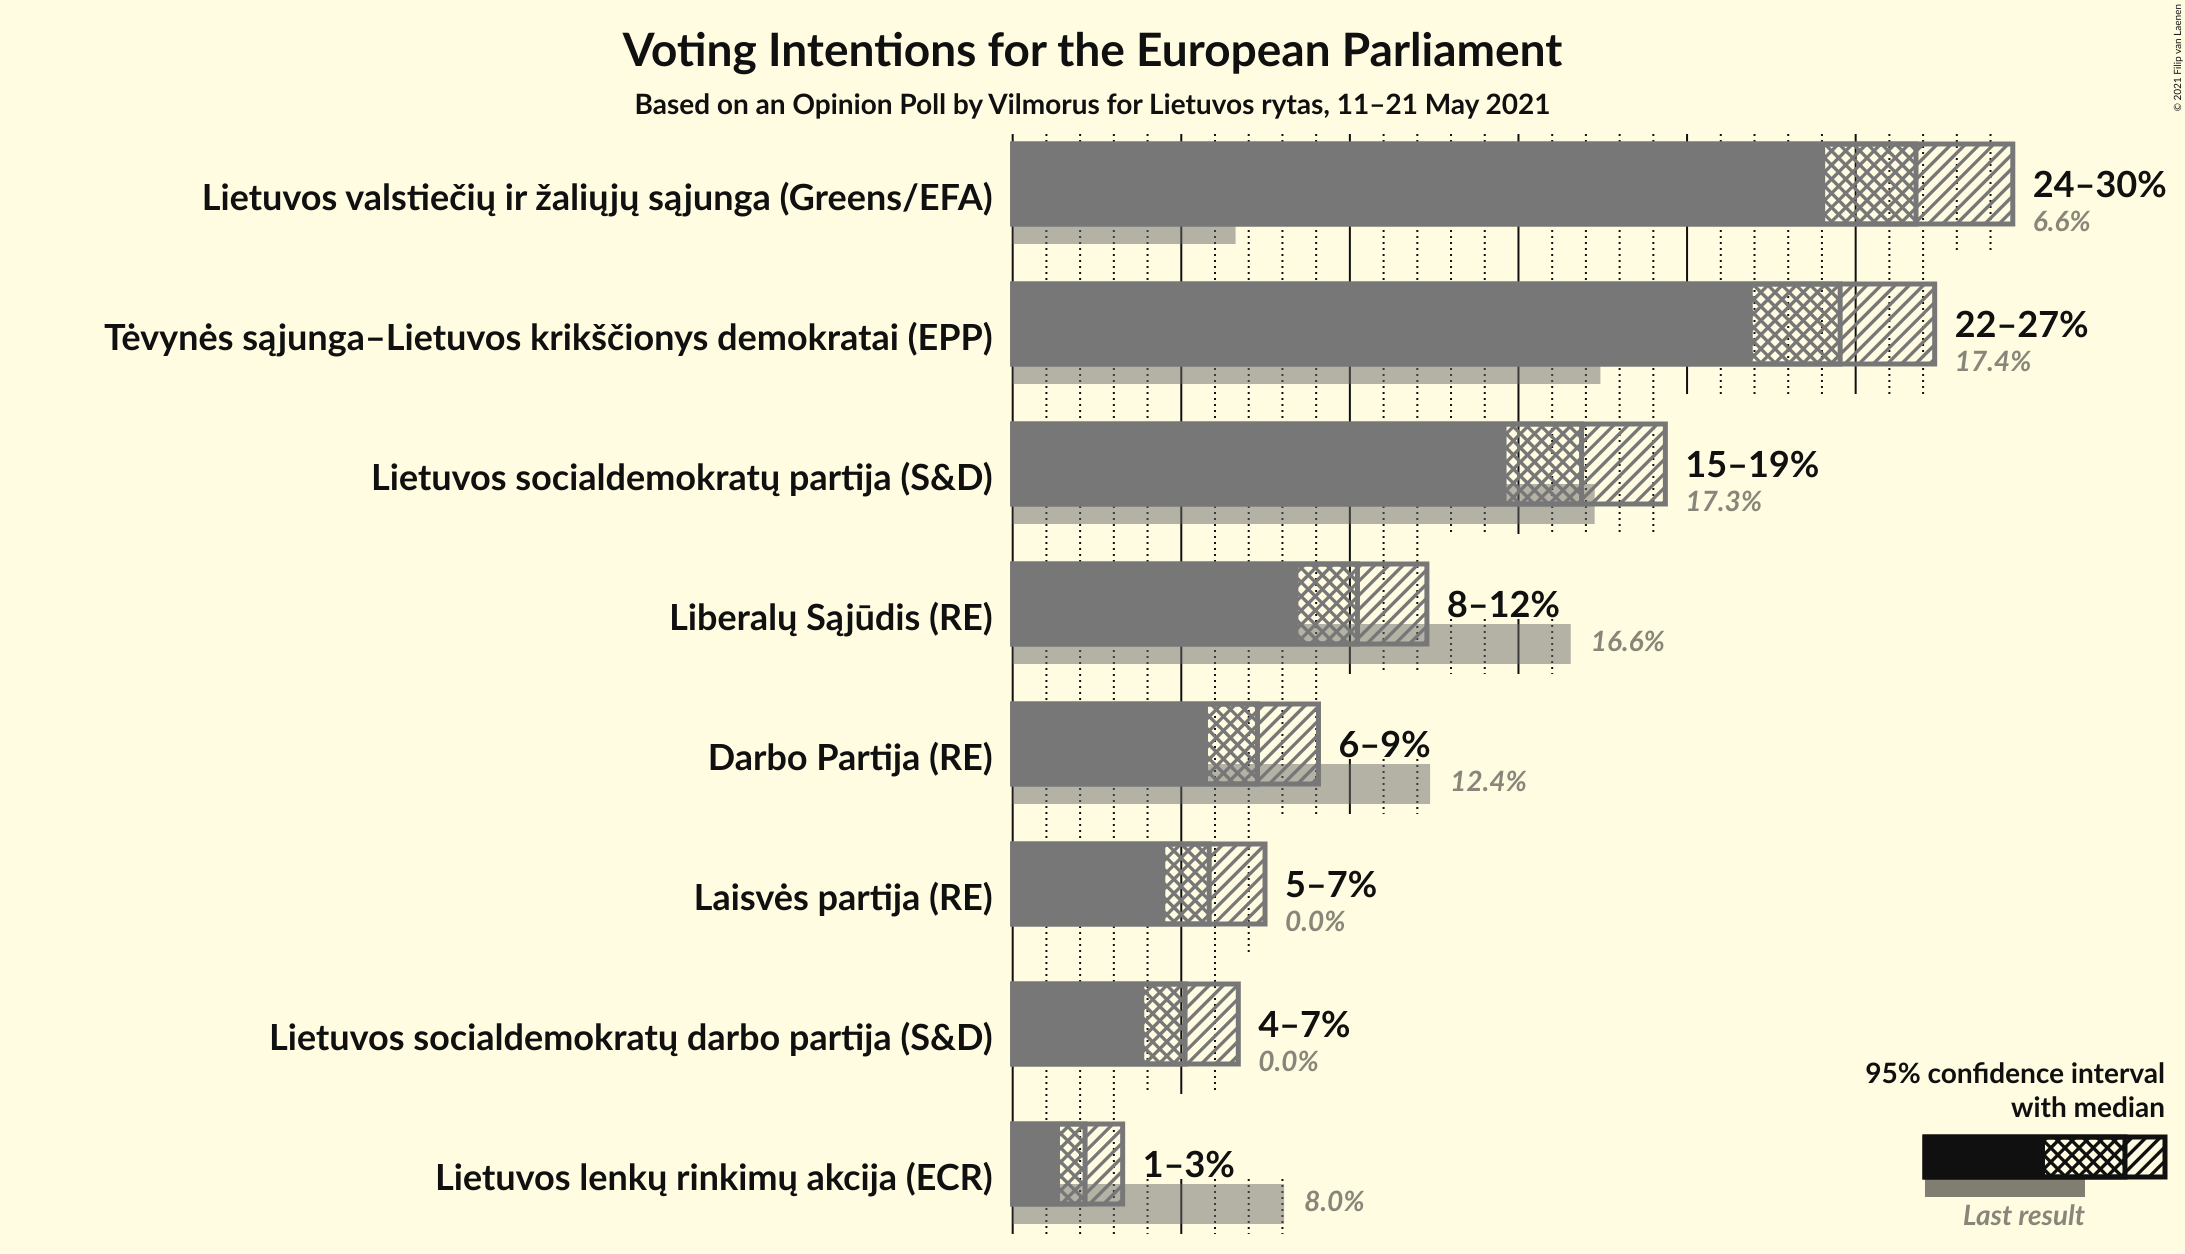 © 2021 Filip van Laenen
Voting Intentions for the European Parliament
Based on an Opinion Poll by Vilmorus for Lietuvos rytas, 11–21 May 2021
Lietuvos valstiečių ir žaliųjų sąjunga (Greens/EFA)
24–30%
6.6%
Tėvynės sąjunga–Lietuvos krikščionys demokratai (EPP)
22–27%
17.4%
Lietuvos socialdemokratų partija (S&D)
15–19%
17.3%
Liberalų Sąjūdis (RE)
8–12%
16.6%
Darbo Partija (RE)
6–9%
12.4%
Laisvės partija (RE)
5–7%
0.0%
Lietuvos socialdemokratų darbo partija (S&D)
4–7%
0.0%
Lietuvos lenkų rinkimų akcija (ECR)
1–3%
8.0%
95% confidence interval
with median
Last result